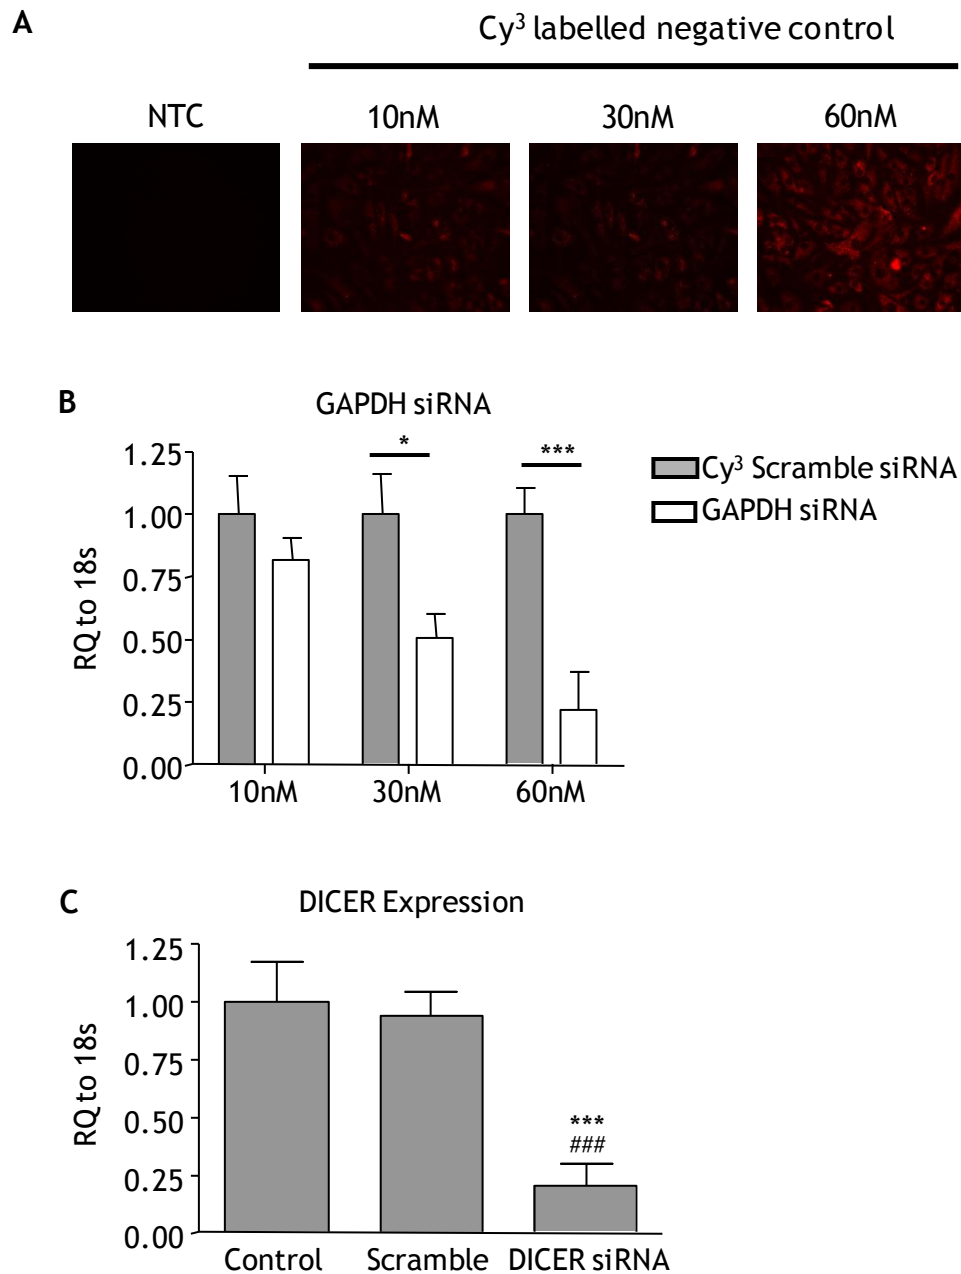 A
Cy³ labelled negative control
NTC 10nM 30nM 60nM
B
GAPDH siRNA
* ***
1.25
1.00
0.75
0.50
0.25
0.00
RQ to 18s
10nM 30nM 60nM
Cy³ Scramble siRNA
GAPDH siRNA
C
DICER Expression
1.25
1.00
0.75
0.50
0.25
0.00
RQ to 18s
***
###
Control Scramble DICER siRNA